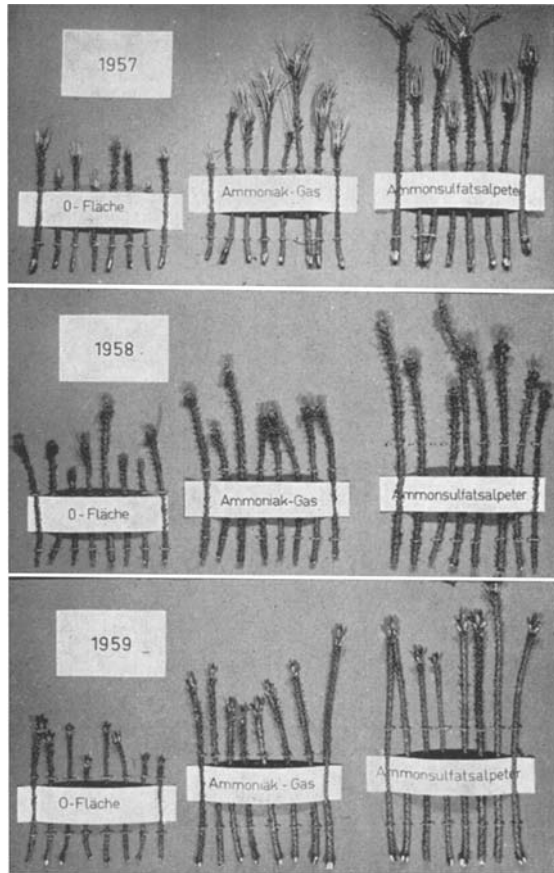 1957
0-Fläche
Ammoniak-Gas
Ammonsulfatsalpeter
1958
0-Fläche
Ammoniak-Gas
Ammonsulfatsalpeter
1959
0-Fläche
Ammoniak-Gas
Ammonsulfatsalpeter